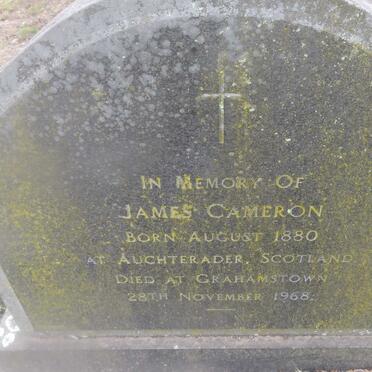 In Memory Of
James Cameron
Born August 1880
at Auchterader, Scotland
Died at Grahamstown
28th November 1968.